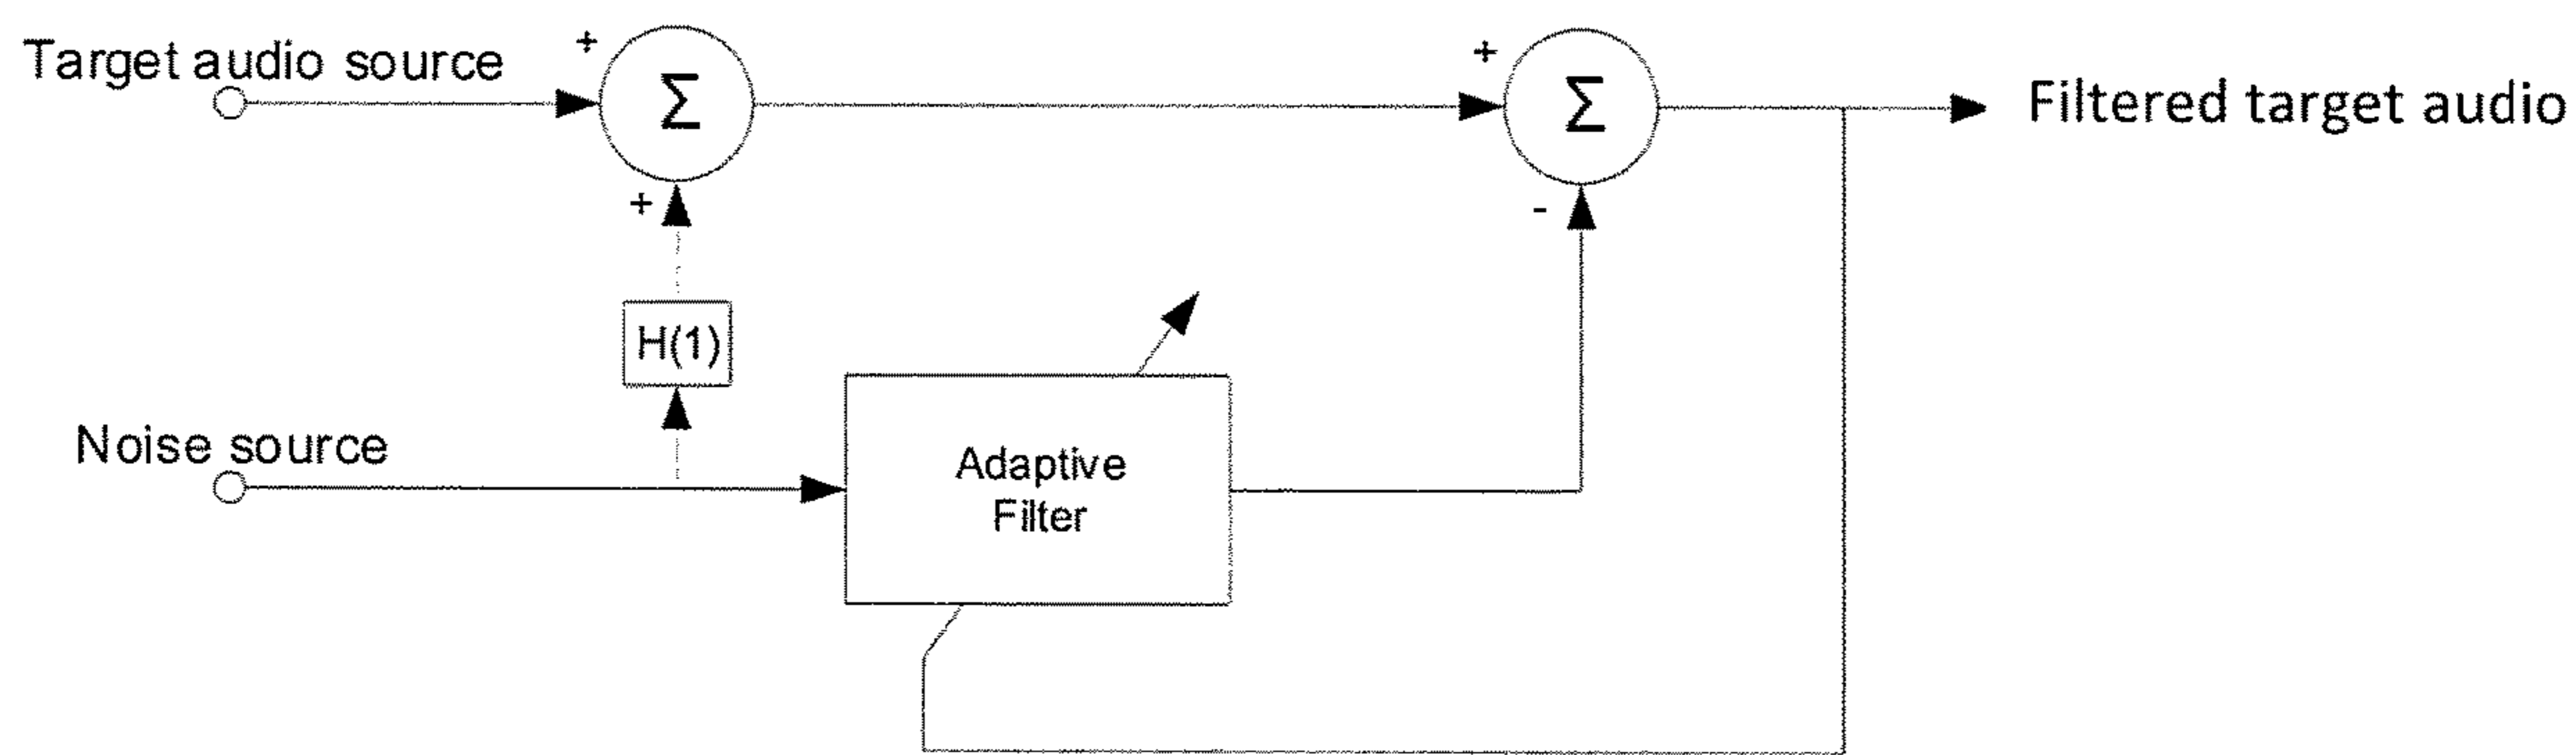 Target audio source
+
Σ
+
+
Σ
-
Filtered target audio
H(1)
Noise source
Adaptive
Filter